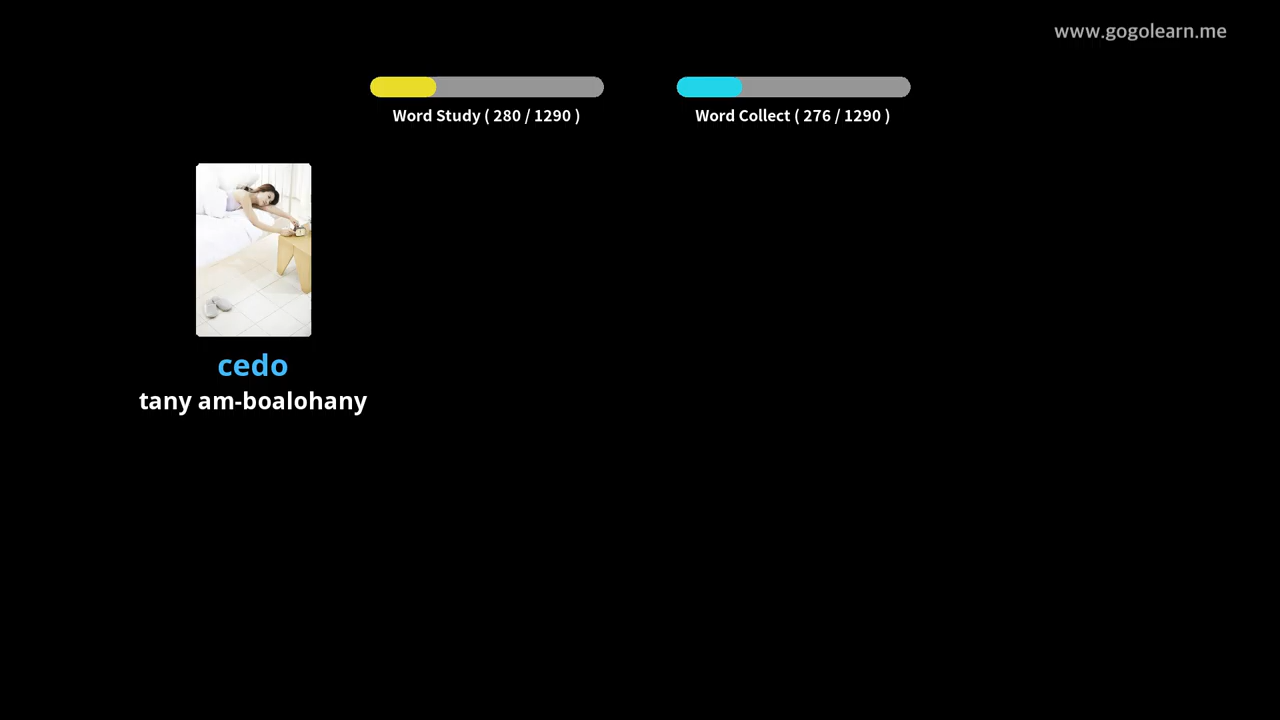 www.gogolearn.me
Word Study ( 280 / 1290 )
Word Collect ( 276 / 1290 )
cedo
tany am-boalohany